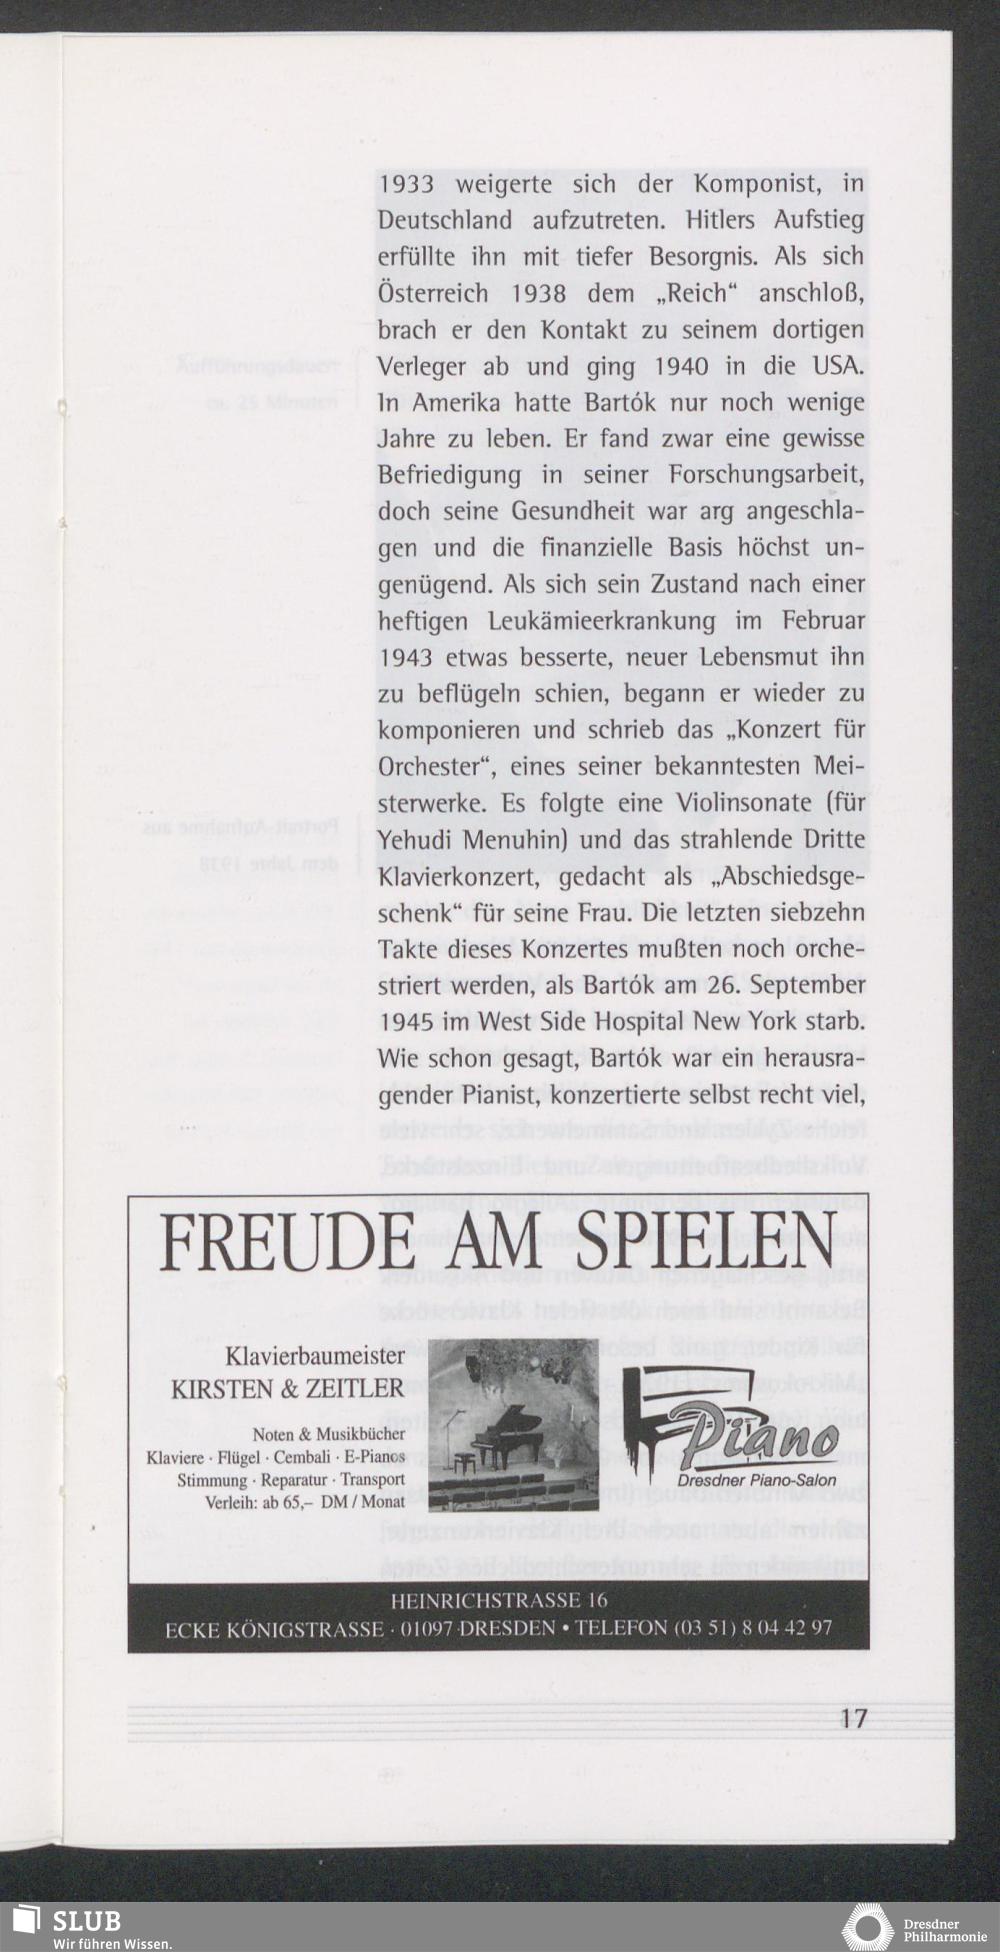 1933 weigerte sich der Komponist, in
Deutschland aufzutreten. Hitlers Aufstieg
erfüllte ihn mit tiefer Besorgnis. Als sich
Österreich 1938 dem „Reich“ anschloß,
brach er den Kontakt zu seinem dortigen
Verleger ab und ging 1940 in die USA.
In Amerika hatte Bartók nur noch wenige
Jahre zu leben. Er fand zwar eine gewisse
Befriedigung in seiner Forschungsarbeit,
doch seine Gesundheit war arg angeschla-
gen und die finanzielle Basis höchst un-
genügend. Als sich sein Zustand nach einer
heftigen Leukämieerkrankung im Februar
1943 etwas besserte, neuer Lebensmut ihn
zu beflügeln schien, begann er wieder zu
komponieren und schrieb das „Konzert für
Orchester“, eines seiner bekanntesten Mei-
sterwerke. Es folgte eine Violinsonate (für
Yehudi Menuhin) und das strahlende Dritte
Klavierkonzert, gedacht als „Abschiedsge-
schenk“ für seine Frau. Die letzten siebzehn
Takte dieses Konzertes mußten noch orche-
striert werden, als Bartók am 26. September
1945 im West Side Hospital New York starb.
Wie schon gesagt, Bartók war ein herausra-
gender Pianist, konzertierte selbst recht viel,
FREUDE AM SPIELEN
Klavierbaumeister
KIRSTEN & ZEITLER
Noten & Musikbücher
Klaviere · Flügel · Cembali · E-Pianos
Stimmung · Reparatur · Transport
Verleih: ab 65,– DM / Monat
Piano
Dresdner Piano-Salon
HEINRICHSTRASSE 16
ECKE KÖNIGSTRASSE · 01097 DRESDEN • TELEFON (03 51) 8 04 42 97
17
SLUB
Wir führen Wissen.
Dresdner
Philharmonie